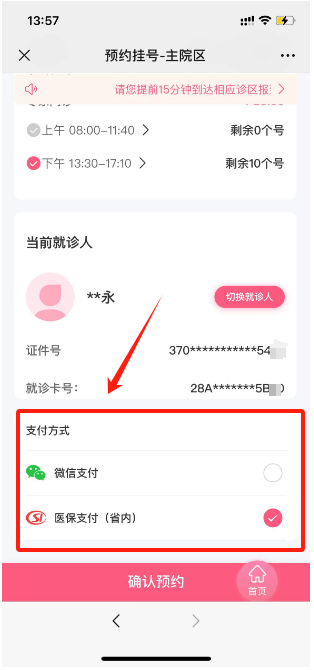 13:57
预约挂号-主院区
请您提前15分钟到达相应诊区报
上午 08:00-11:40
剩余0个号
下午 13:30-17:10
剩余10个号
当前就诊人
**永
切换就诊人
证件号
370***********54
就诊卡号：
28A*******5
支付方式
微信支付
医保支付（省内）
确认预约
首页